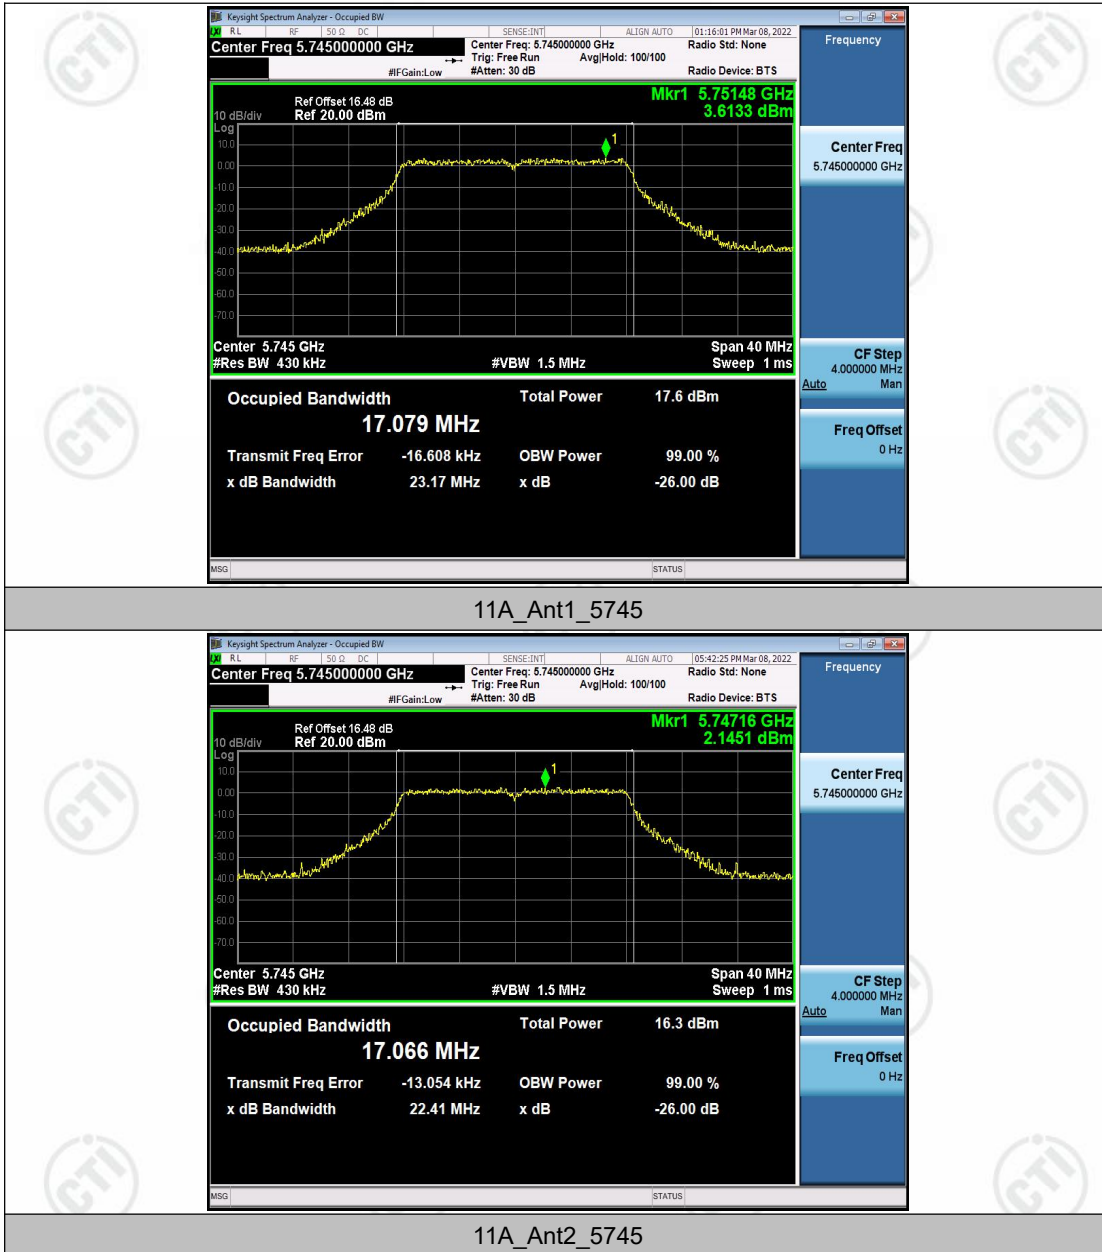 Keysight Spectrum Analyzer - Occupied BW
LXI RL RF 50 Ω DC SENSE:INT ALIGN AUTO 01:16:01 PM Mar 08, 2022
Center Freq 5.745000000 GHz
Center Freq: 5.745000000 GHz
Radio Std: None
Trig: Free Run Avg|Hold: 100/100
#IFGain:Low #Atten: 30 dB Radio Device: BTS
Frequency
Mkr1 5.75148 GHz
3.6133 dBm
Ref Offset 16.48 dB
10 dB/div Ref 20.00 dBm
Log
1
10.0
0.00
-10.0
-20.0
-30.0
-40.0
-50.0
-60.0
-70.0
Center Freq
5.745000000 GHz
Center 5.745 GHz Span 40 MHz
#Res BW 430 kHz #VBW 1.5 MHz Sweep 1 ms
CF Step
4.000000 MHz
Auto Man
Occupied Bandwidth Total Power 17.6 dBm
17.079 MHz
Transmit Freq Error -16.608 kHz OBW Power 99.00 %
x dB Bandwidth 23.17 MHz x dB -26.00 dB
Freq Offset
0 Hz
MSG STATUS
11A_Ant1_5745
Keysight Spectrum Analyzer - Occupied BW
LXI RL RF 50 Ω DC SENSE:INT ALIGN AUTO 05:42:25 PM Mar 08, 2022
Center Freq 5.745000000 GHz
Center Freq: 5.745000000 GHz
Radio Std: None
Trig: Free Run Avg|Hold: 100/100
#IFGain:Low #Atten: 30 dB Radio Device: BTS
Frequency
Mkr1 5.74716 GHz
2.1451 dBm
Ref Offset 16.48 dB
10 dB/div Ref 20.00 dBm
Log
1
10.0
0.00
-10.0
-20.0
-30.0
-40.0
-50.0
-60.0
-70.0
Center Freq
5.745000000 GHz
Center 5.745 GHz Span 40 MHz
#Res BW 430 kHz #VBW 1.5 MHz Sweep 1 ms
CF Step
4.000000 MHz
Auto Man
Occupied Bandwidth Total Power 16.3 dBm
17.066 MHz
Transmit Freq Error -13.054 kHz OBW Power 99.00 %
x dB Bandwidth 22.41 MHz x dB -26.00 dB
Freq Offset
0 Hz
MSG STATUS
11A_Ant2_5745
CTI
CTI
CTI
CTI
CTI
CTI
CTI
CTI